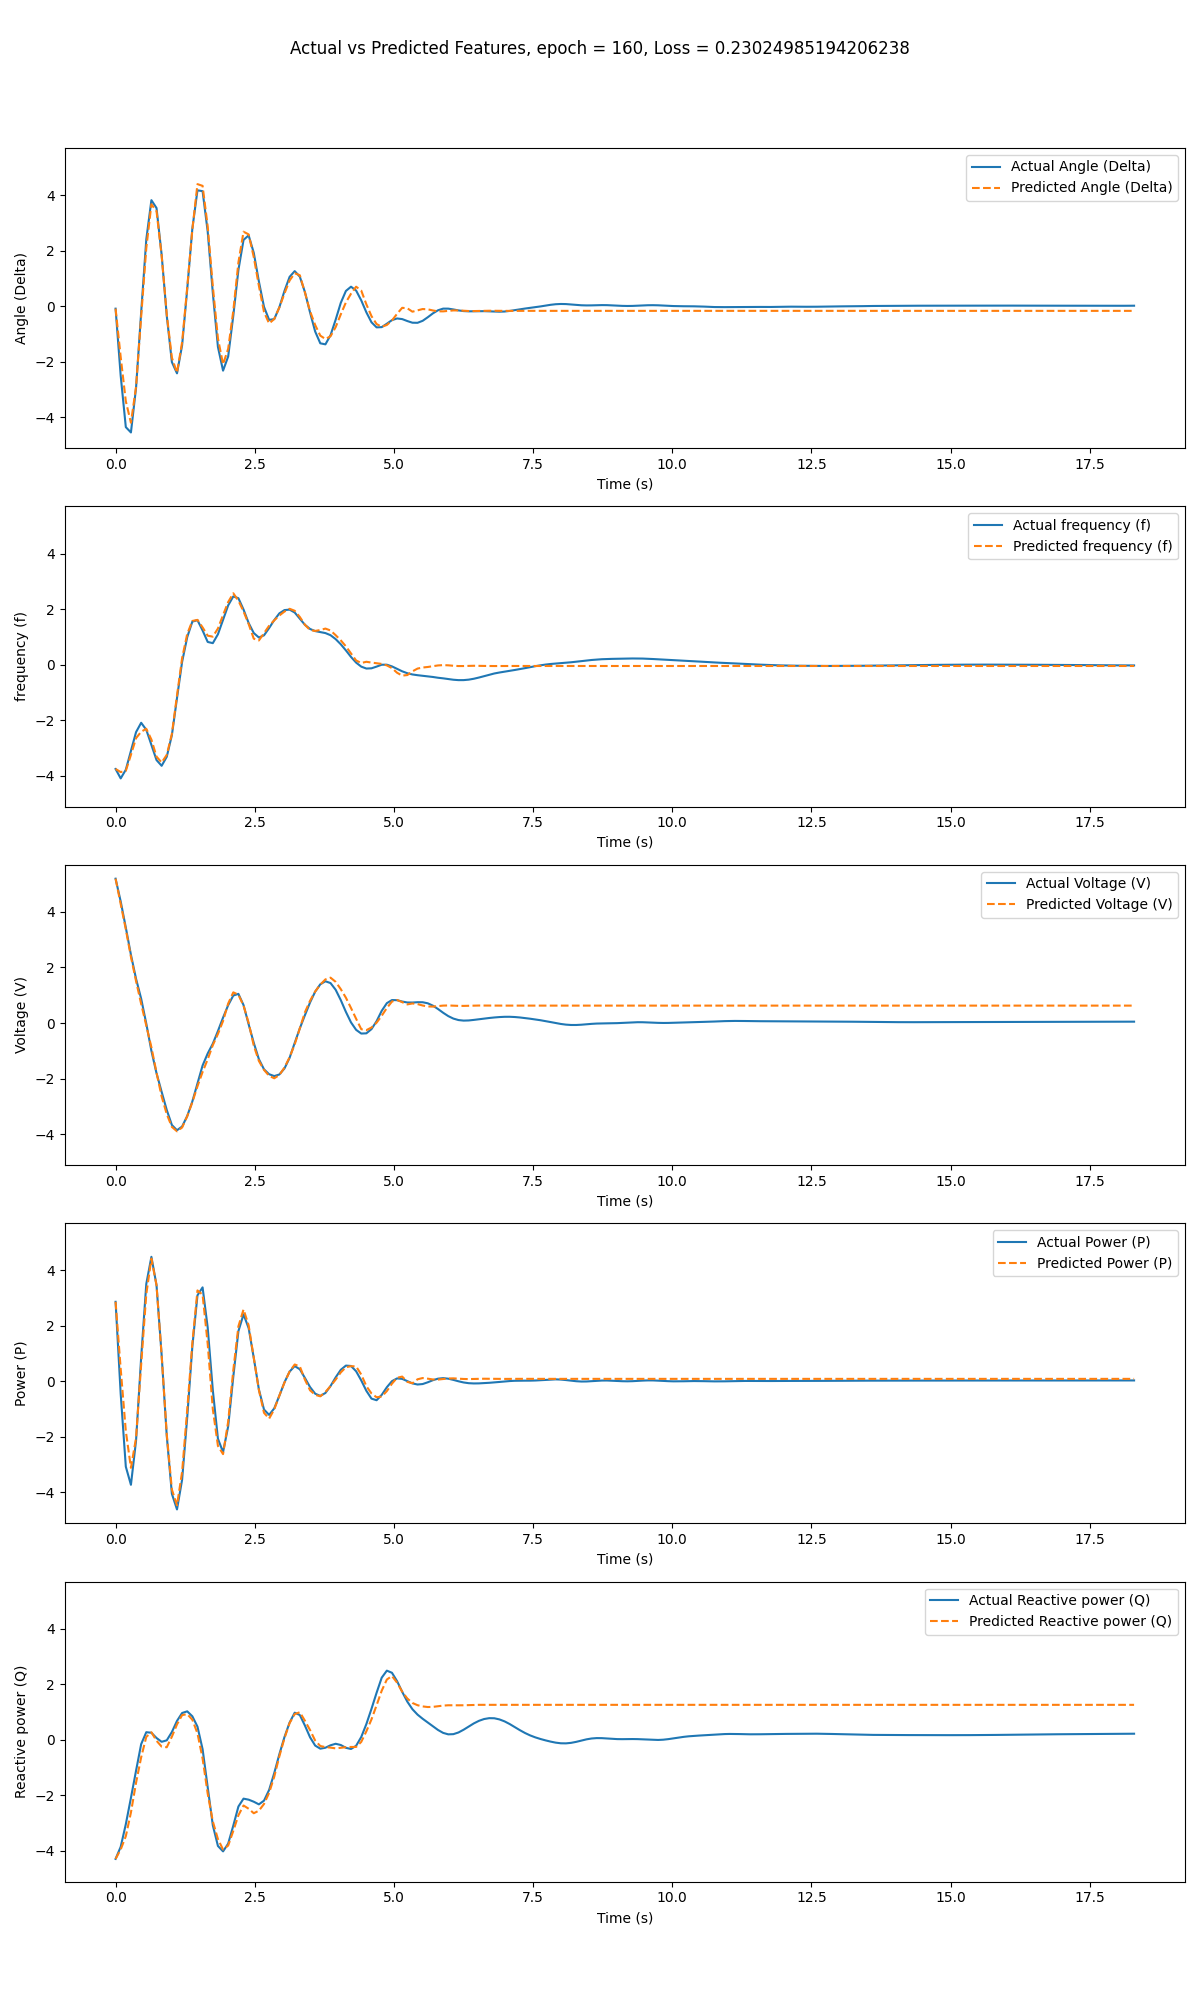 Actual vs Predicted Features, epoch = 160, Loss = 0.23024985194206238
Actual Angle (Delta)
Predicted Angle (Delta)
Angle (Delta)
4
2
0
−2
−4
0.0 2.5 5.0 7.5 10.0 12.5 15.0 17.5
Time (s)
Actual frequency (f)
Predicted frequency (f)
frequency (f)
4
2
0
−2
−4
0.0 2.5 5.0 7.5 10.0 12.5 15.0 17.5
Time (s)
Actual Voltage (V)
Predicted Voltage (V)
Voltage (V)
4
2
0
−2
−4
0.0 2.5 5.0 7.5 10.0 12.5 15.0 17.5
Time (s)
Actual Power (P)
Predicted Power (P)
Power (P)
4
2
0
−2
−4
0.0 2.5 5.0 7.5 10.0 12.5 15.0 17.5
Time (s)
Actual Reactive power (Q)
Predicted Reactive power (Q)
Reactive power (Q)
4
2
0
−2
−4
0.0 2.5 5.0 7.5 10.0 12.5 15.0 17.5
Time (s)